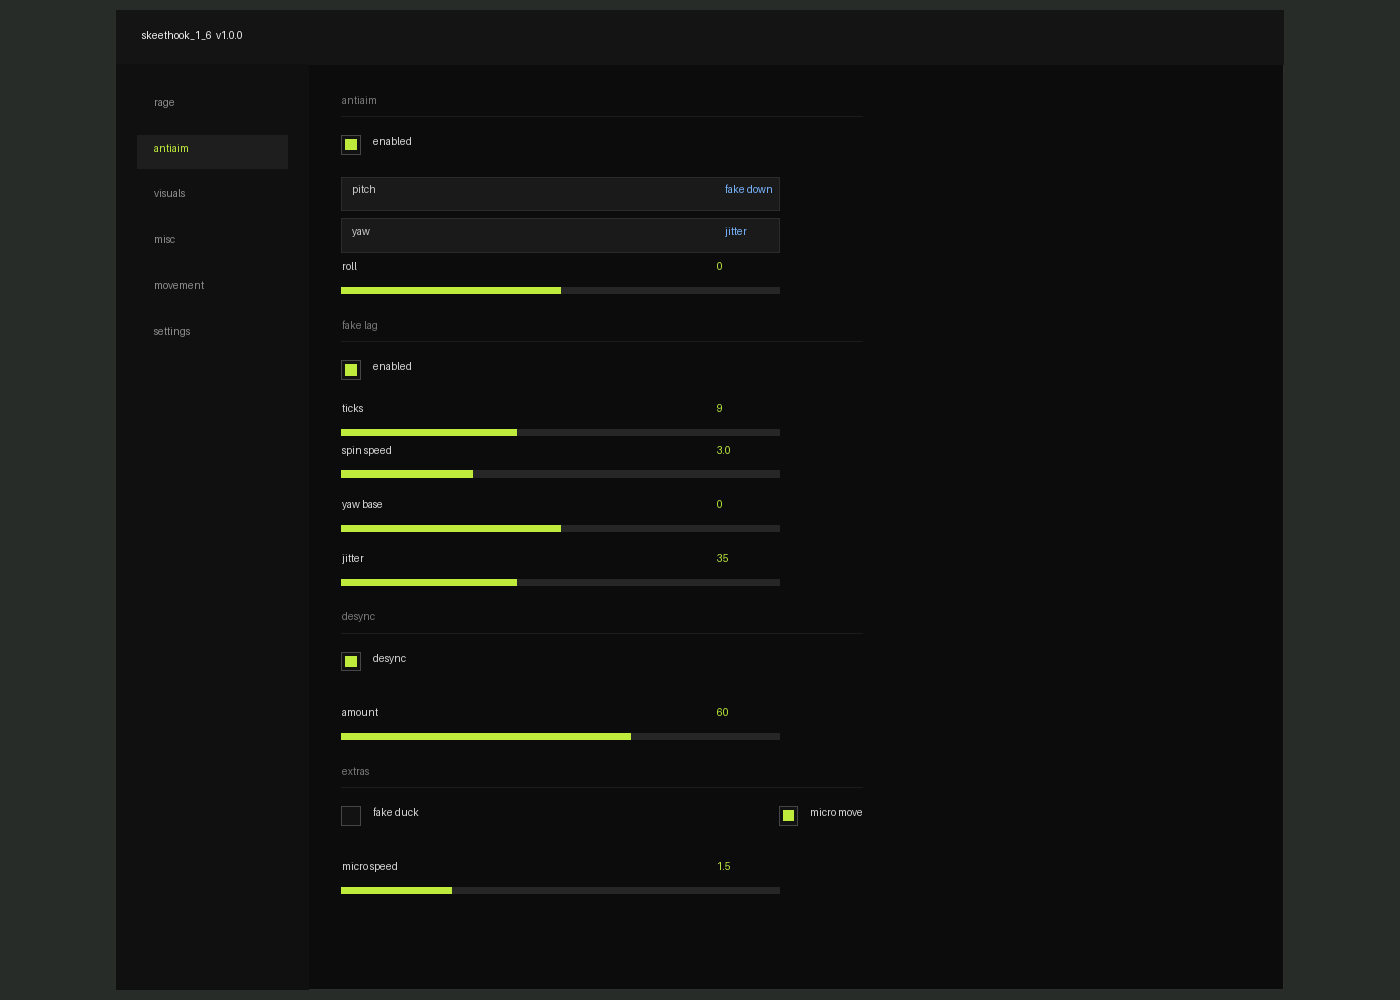 skeethook_1_6 v1.0.0
rage
antiaim
visuals
misc
movement
settings
antiaim
enabled
pitch fake down
yaw jitter
roll 0
fake lag
enabled
ticks 9
spin speed 3.0
yaw base 0
jitter 35
desync
desync
amount 60
extras
fake duck micro move
micro speed 1.5